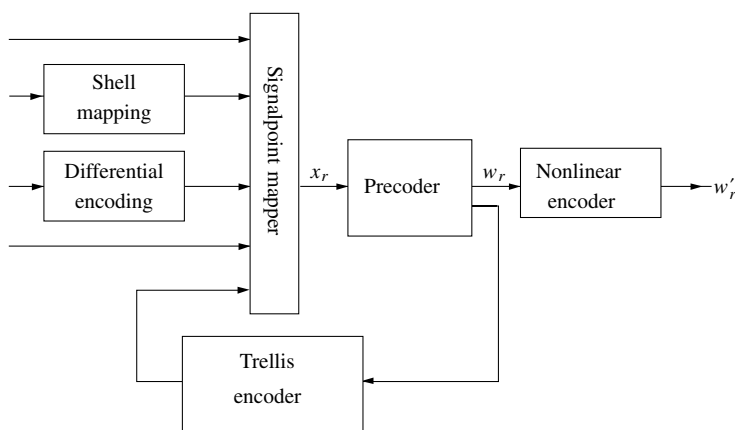 Shell
mapping
Differential
encoding
Signalpoint mapper
x_r
Precoder
w_r
Nonlinear
encoder
w'_r
Trellis
encoder